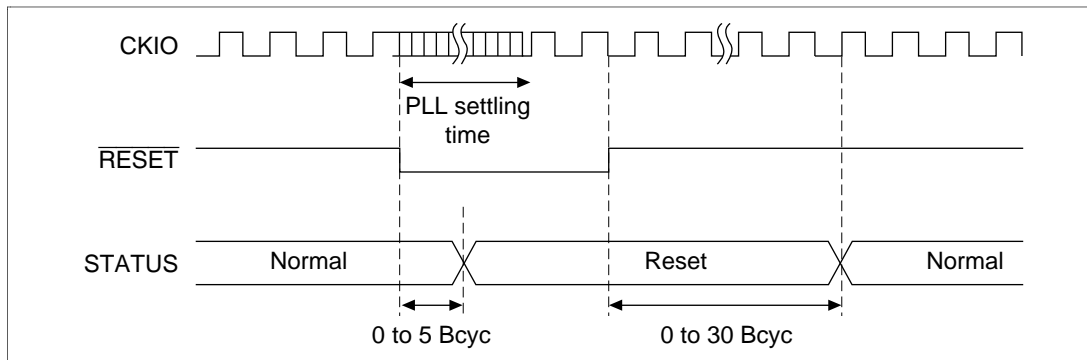 CKIO
PLL settling
time
RESET
STATUS
Normal
Reset
Normal
0 to 5 Bcyc
0 to 30 Bcyc